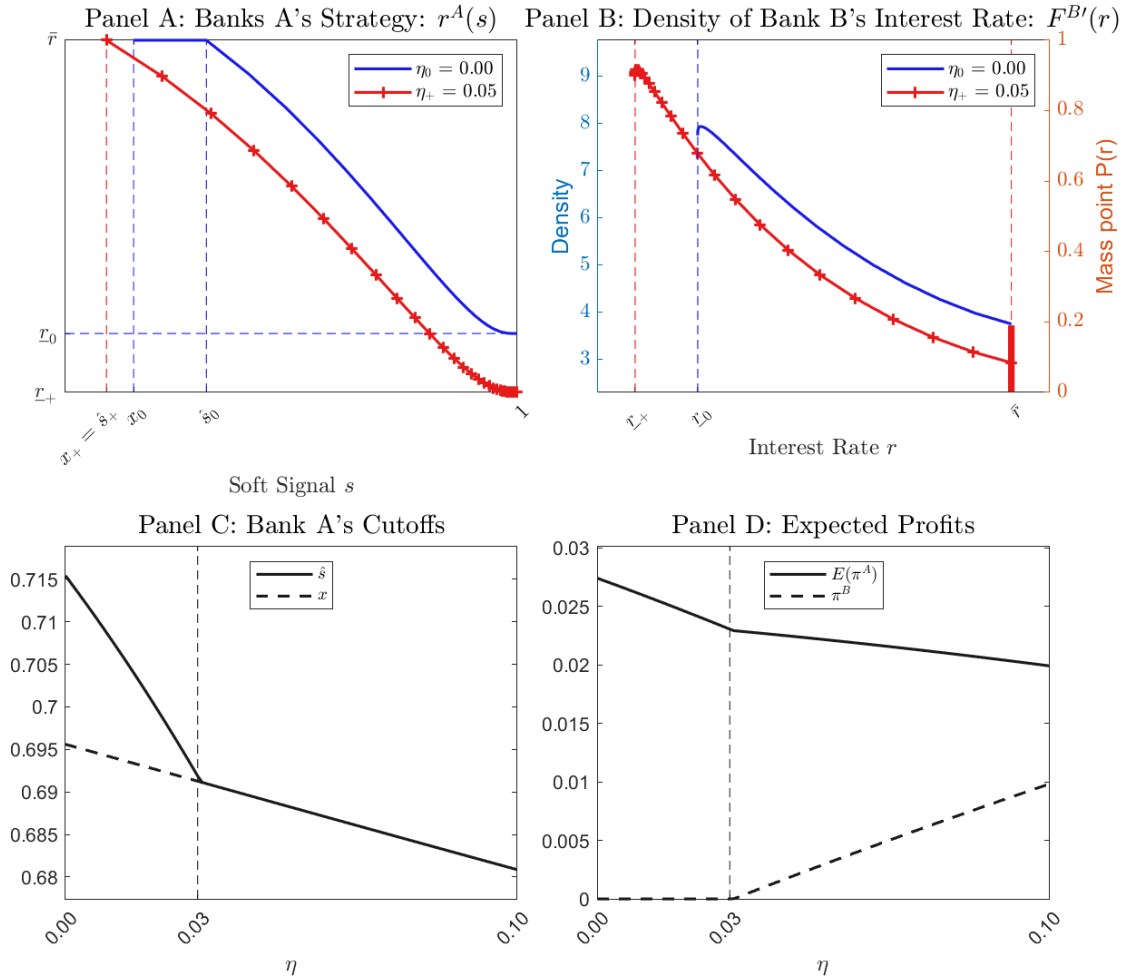 Panel A: Banks A's Strategy: r^A(s)
r̄
η₀ = 0.00
η₊ = 0.05
r̲₀
r̲₊
x₊ = ŝ₊
x₀
ŝ₀
1
Soft Signal s
Panel B: Density of Bank B's Interest Rate: F^{B′}(r)
η₀ = 0.00
η₊ = 0.05
9
8
7
6
5
4
3
Density
1
0.8
0.6
0.4
0.2
0
Mass point P(r)
r̲₊
r̲₀
r̄
Interest Rate r
Panel C: Bank A's Cutoffs
ŝ
x
0.715
0.71
0.705
0.7
0.695
0.69
0.685
0.68
0.00
0.03
0.10
η
Panel D: Expected Profits
E(π^A)
π^B
0.03
0.025
0.02
0.015
0.01
0.005
0
0.00
0.03
0.10
η